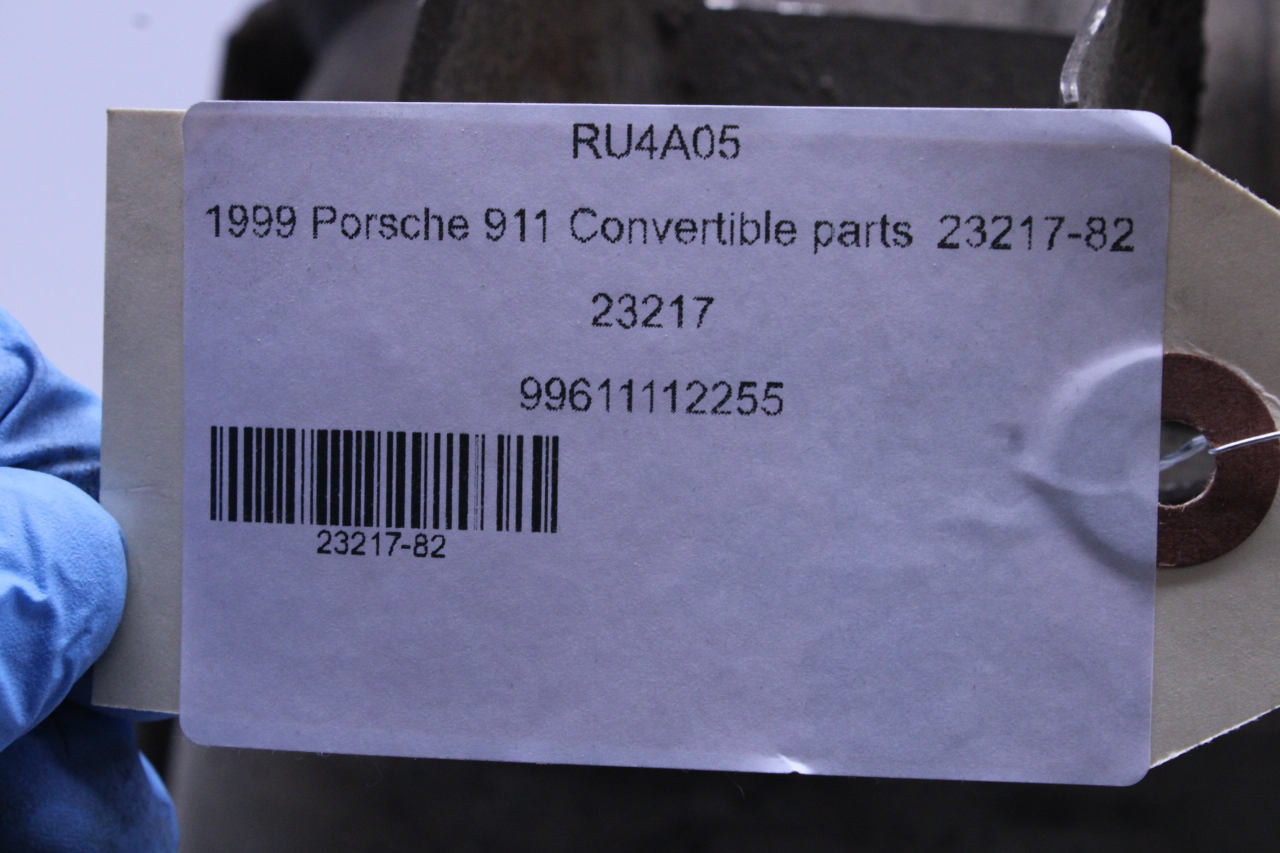 RU4A05
1999 Porsche 911 Convertible parts 23217-82
23217
99611112255
23217-82